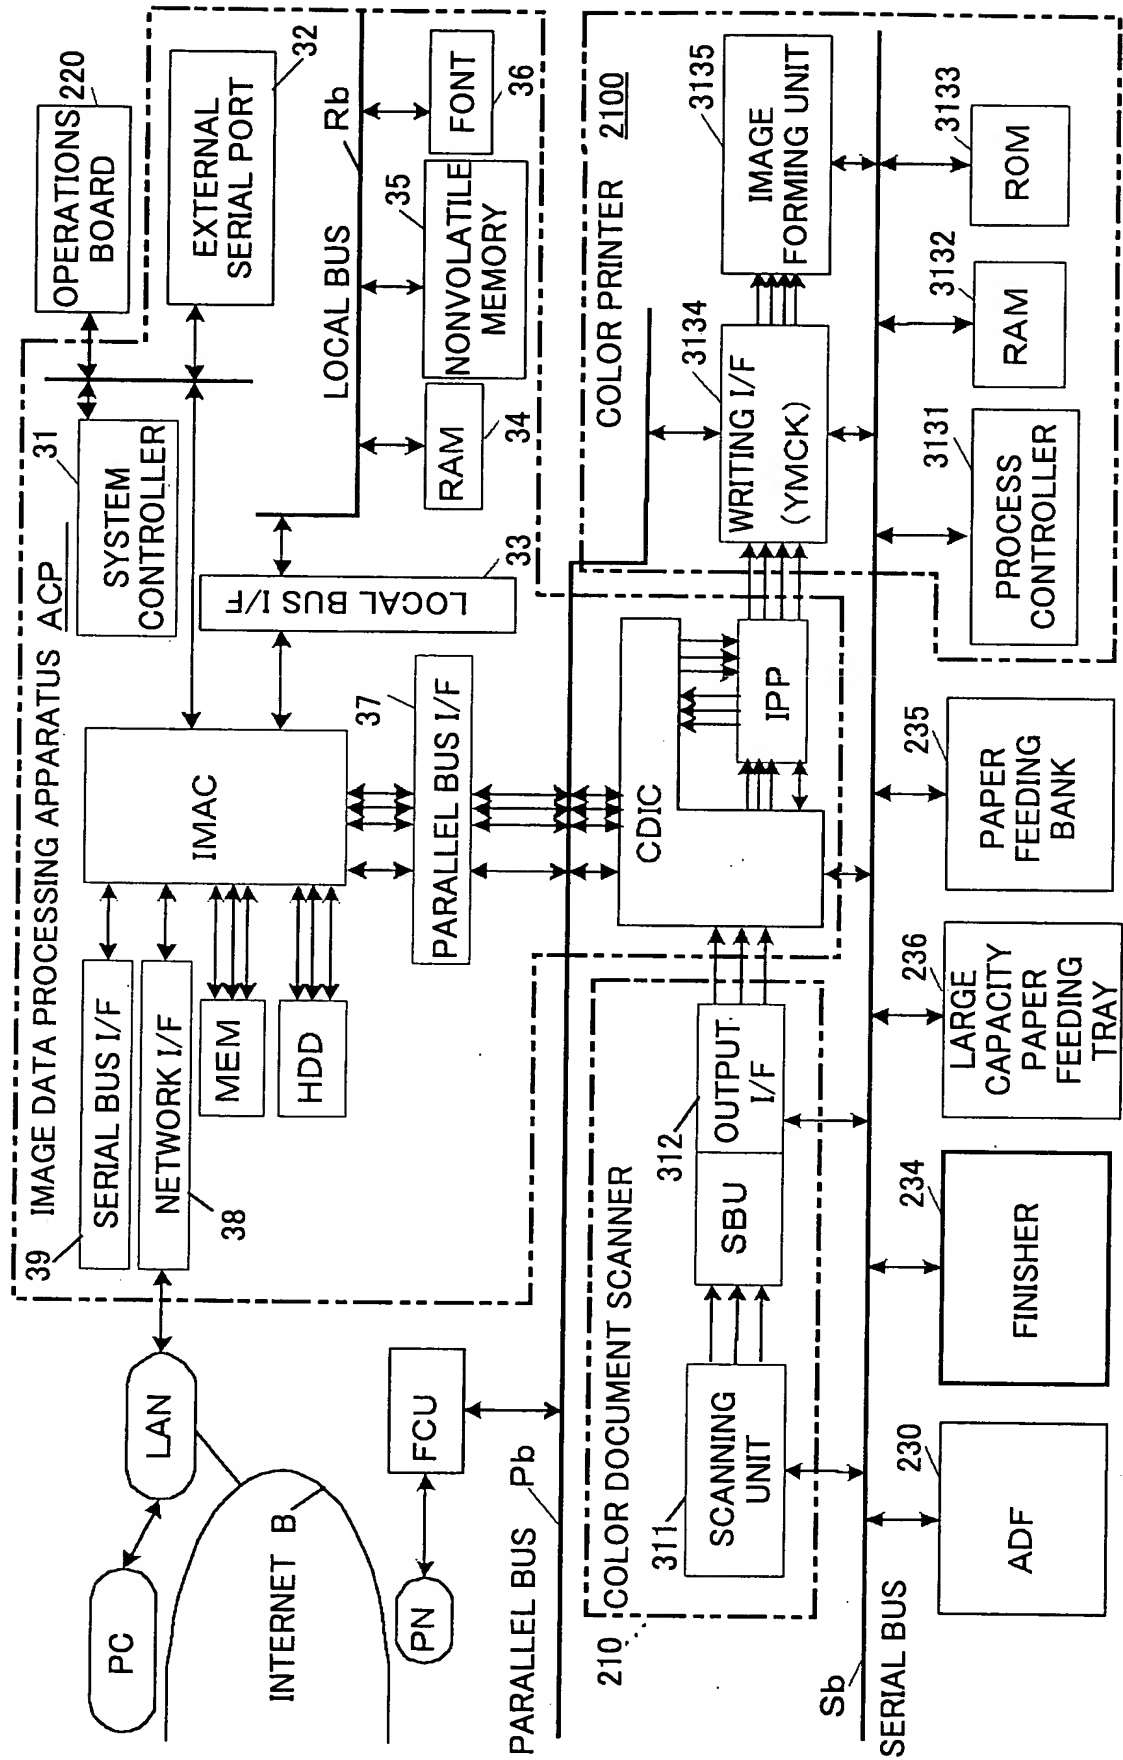 IMAGE DATA PROCESSING APPARATUS ACP
39
SERIAL BUS I/F
NETWORK I/F
38
MEM
HDD
IMAC
31
SYSTEM
CONTROLLER
OPERATIONS
BOARD
220
EXTERNAL
SERIAL PORT
32
LOCAL BUS I/F
33
LOCAL BUS
Rb
RAM
34
35
NONVOLATILE
MEMORY
FONT
36
37
PARALLEL BUS I/F
PC
LAN
INTERNET B
PN
FCU
PARALLEL BUS Pb
210
COLOR DOCUMENT SCANNER
311
SCANNING
UNIT
312
SBU
OUTPUT
I/F
CDIC
IPP
COLOR PRINTER 2100
3134
WRITING I/F
(YMCK)
3135
IMAGE
FORMING UNIT
Sb
SERIAL BUS
230
ADF
234
FINISHER
236
LARGE
CAPACITY
PAPER
FEEDING
TRAY
235
PAPER
FEEDING
BANK
3131
PROCESS
CONTROLLER
3132
RAM
3133
ROM